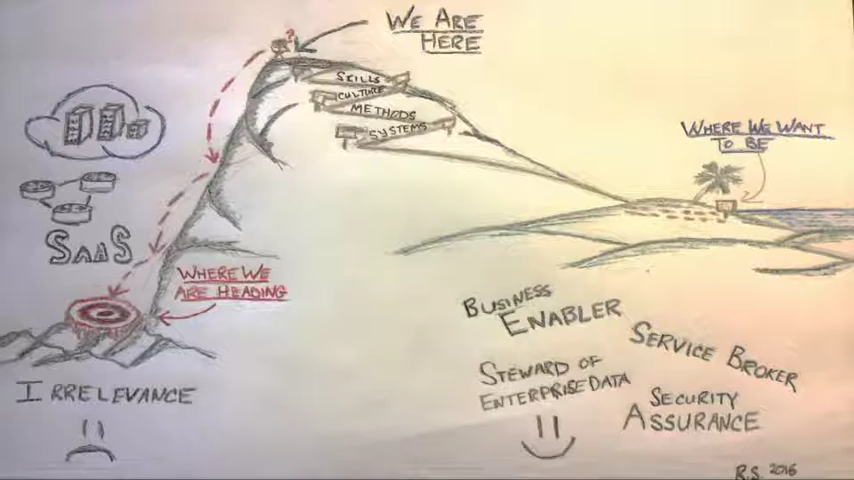 WE ARE
HERE
?
SKILLS
CULTURE
METHODS
SYSTEMS
WHERE WE WANT
TO BE
SAAS
WHERE WE
ARE HEADING
IRRELEVANCE
BUSINESS
ENABLER
SERVICE BROKER
STEWARD OF
ENTERPRISE DATA
SECURITY
ASSURANCE
R.S. 2016